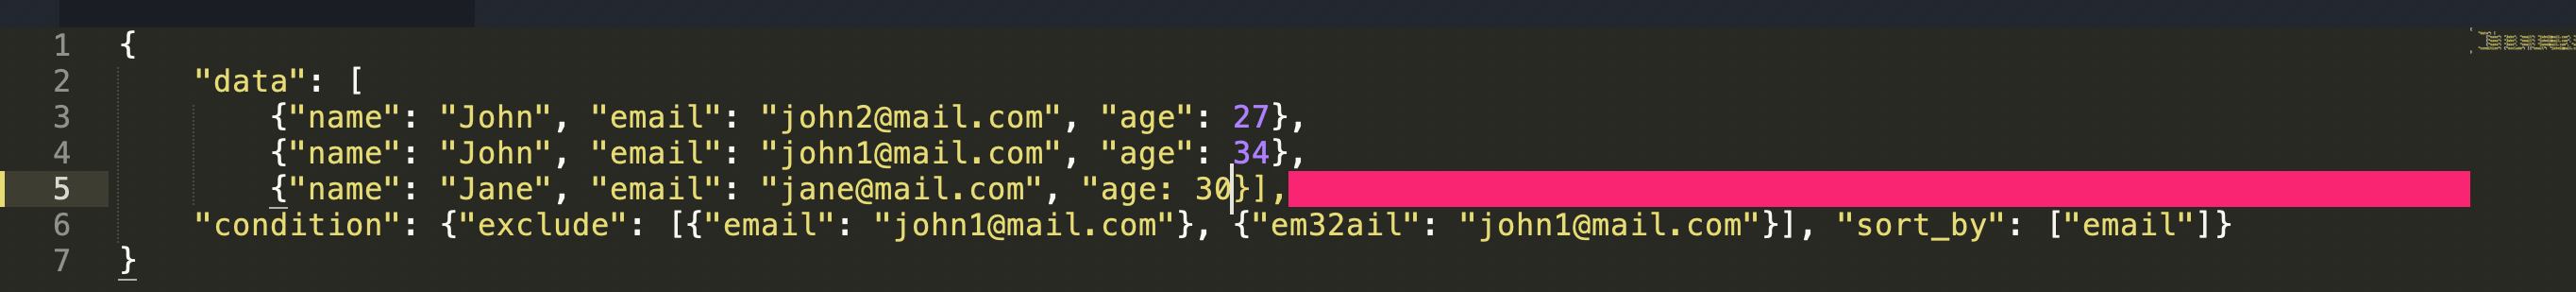 1 {
2 "data": [
3 {"name": "John", "email": "john2@mail.com", "age": 27},
4 {"name": "John", "email": "john1@mail.com", "age": 34},
5 {"name": "Jane", "email": "jane@mail.com", "age: 30}],
6 "condition": {"exclude": [{"email": "john1@mail.com"}, {"em32ail": "john1@mail.com"}], "sort_by": ["email"]}
7 }